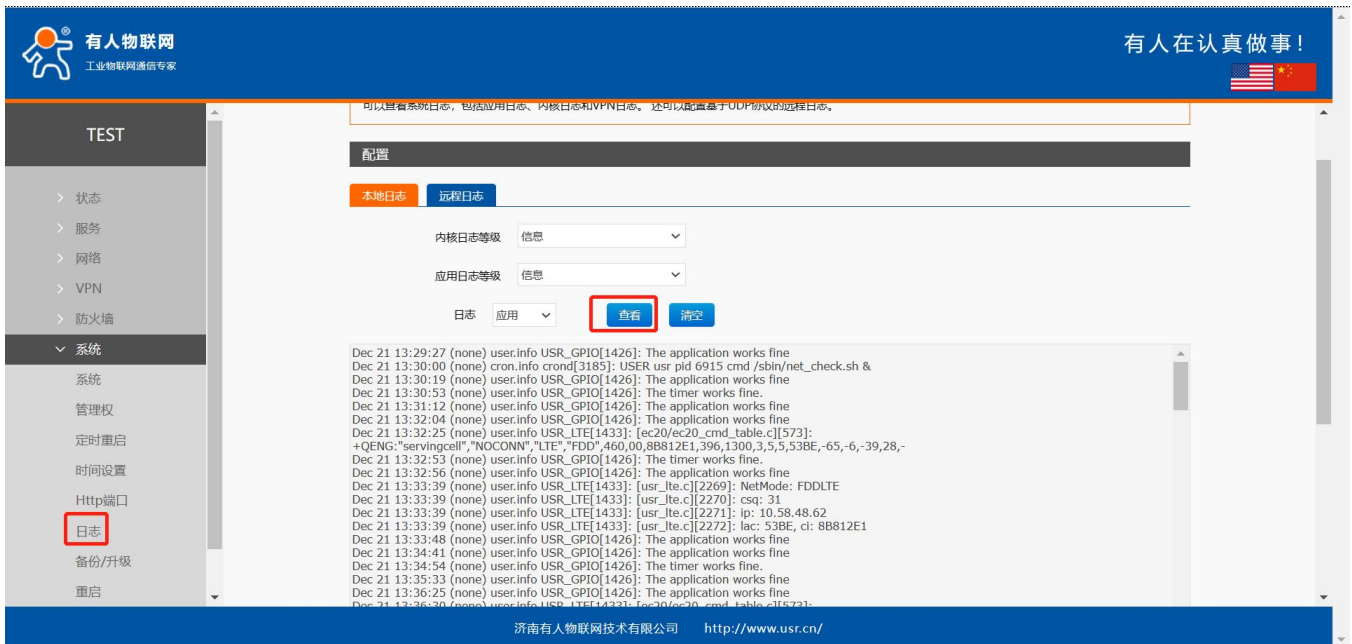 有人物联网
工业物联网通信专家
有人在认真做事!
TEST
状态
服务
网络
VPN
防火墙
系统
系统
管理权
定时重启
时间设置
Http端口
日志
备份/升级
重启
可以查看系统日志,包括应用日志、内核日志和VPN日志。 还可以配置基于UDP协议的远程日志。
配置
本地日志 远程日志
内核日志等级 信息
应用日志等级 信息
日志 应用 查看 清空
Dec 21 13:29:27 (none) user.info USR_GPIO[1426]: The application works fine
Dec 21 13:30:00 (none) cron.info crond[3185]: USER usr pid 6915 cmd /sbin/net_check.sh &
Dec 21 13:30:19 (none) user.info USR_GPIO[1426]: The application works fine
Dec 21 13:30:53 (none) user.info USR_GPIO[1426]: The timer works fine.
Dec 21 13:31:12 (none) user.info USR_GPIO[1426]: The application works fine
Dec 21 13:32:04 (none) user.info USR_GPIO[1426]: The application works fine
Dec 21 13:32:25 (none) user.info USR_LTE[1433]: [ec20/ec20_cmd_table.c][573]:
+QENG:"servingcell","NOCONN","LTE","FDD",460,00,8B812E1,396,1300,3,5,5,53BE,-65,-6,-39,28,-
Dec 21 13:32:53 (none) user.info USR_GPIO[1426]: The timer works fine.
Dec 21 13:32:56 (none) user.info USR_GPIO[1426]: The application works fine
Dec 21 13:33:39 (none) user.info USR_LTE[1433]: [usr_lte.c][2269]: NetMode: FDDLTE
Dec 21 13:33:39 (none) user.info USR_LTE[1433]: [usr_lte.c][2270]: csq: 31
Dec 21 13:33:39 (none) user.info USR_LTE[1433]: [usr_lte.c][2271]: ip: 10.58.48.62
Dec 21 13:33:39 (none) user.info USR_LTE[1433]: [usr_lte.c][2272]: lac: 53BE, ci: 8B812E1
Dec 21 13:33:48 (none) user.info USR_GPIO[1426]: The application works fine
Dec 21 13:34:41 (none) user.info USR_GPIO[1426]: The application works fine
Dec 21 13:34:54 (none) user.info USR_GPIO[1426]: The timer works fine.
Dec 21 13:35:33 (none) user.info USR_GPIO[1426]: The application works fine
Dec 21 13:36:25 (none) user.info USR_GPIO[1426]: The application works fine
Dec 21 13:36:30 (none) user.info USR_LTE[1433]: [ec20/ec20_cmd_table.c][573]:
济南有人物联网技术有限公司 http://www.usr.cn/